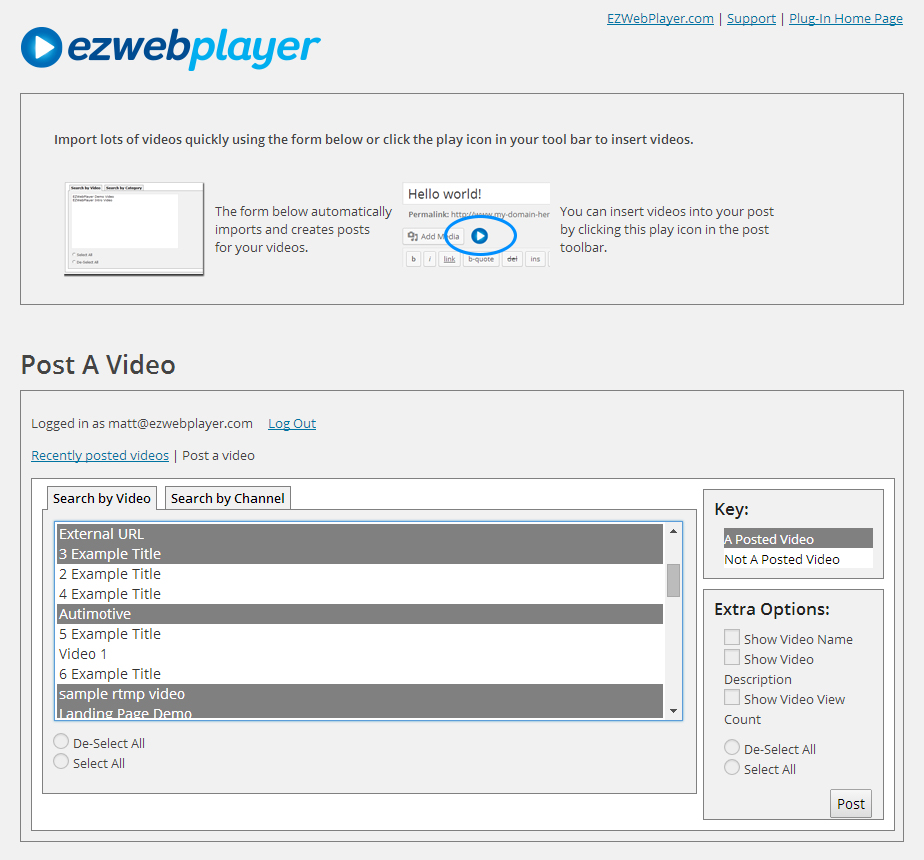 EZWebPlayer.com | Support | Plug-In Home Page
ezwebplayer
Import lots of videos quickly using the form below or click the play icon in your tool bar to insert videos.
Search by Video Search by Category
EZWebPlayer Demo Video
EZWebPlayer Intro Video
Select All
De-Select All
The form below automatically
imports and creates posts
for your videos.
Hello world!
Permalink: http://www.my-domain-her
Add Media
b i link b-quote del ins
You can insert videos into your post
by clicking this play icon in the post
toolbar.
Post A Video
Logged in as matt@ezwebplayer.com Log Out
Recently posted videos | Post a video
Search by Video Search by Channel
External URL
3 Example Title
2 Example Title
4 Example Title
Autimotive
5 Example Title
Video 1
6 Example Title
sample rtmp video
Landing Page Demo
De-Select All
Select All
Key:
A Posted Video
Not A Posted Video
Extra Options:
Show Video Name
Show Video
Description
Show Video View
Count
De-Select All
Select All
Post